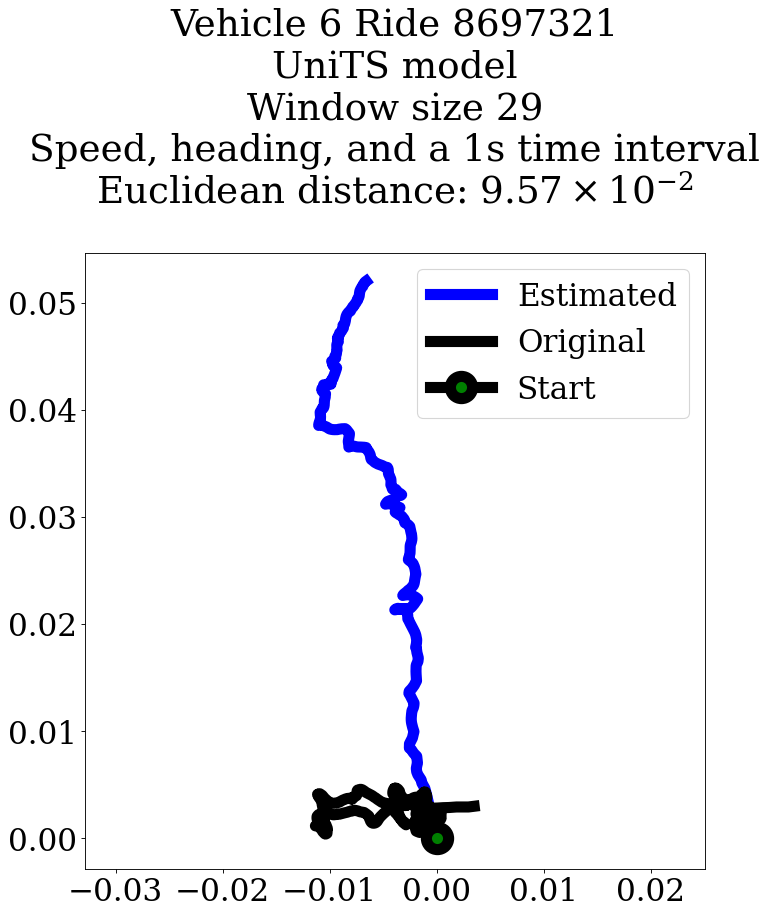 Vehicle 6 Ride 8697321
UniTS model
Window size 29
Speed, heading, and a 1s time interval
Euclidean distance: 9.57 × 10⁻²
Estimated
Original
Start
0.05
0.04
0.03
0.02
0.01
0.00
−0.03 −0.02 −0.01 0.00 0.01 0.02